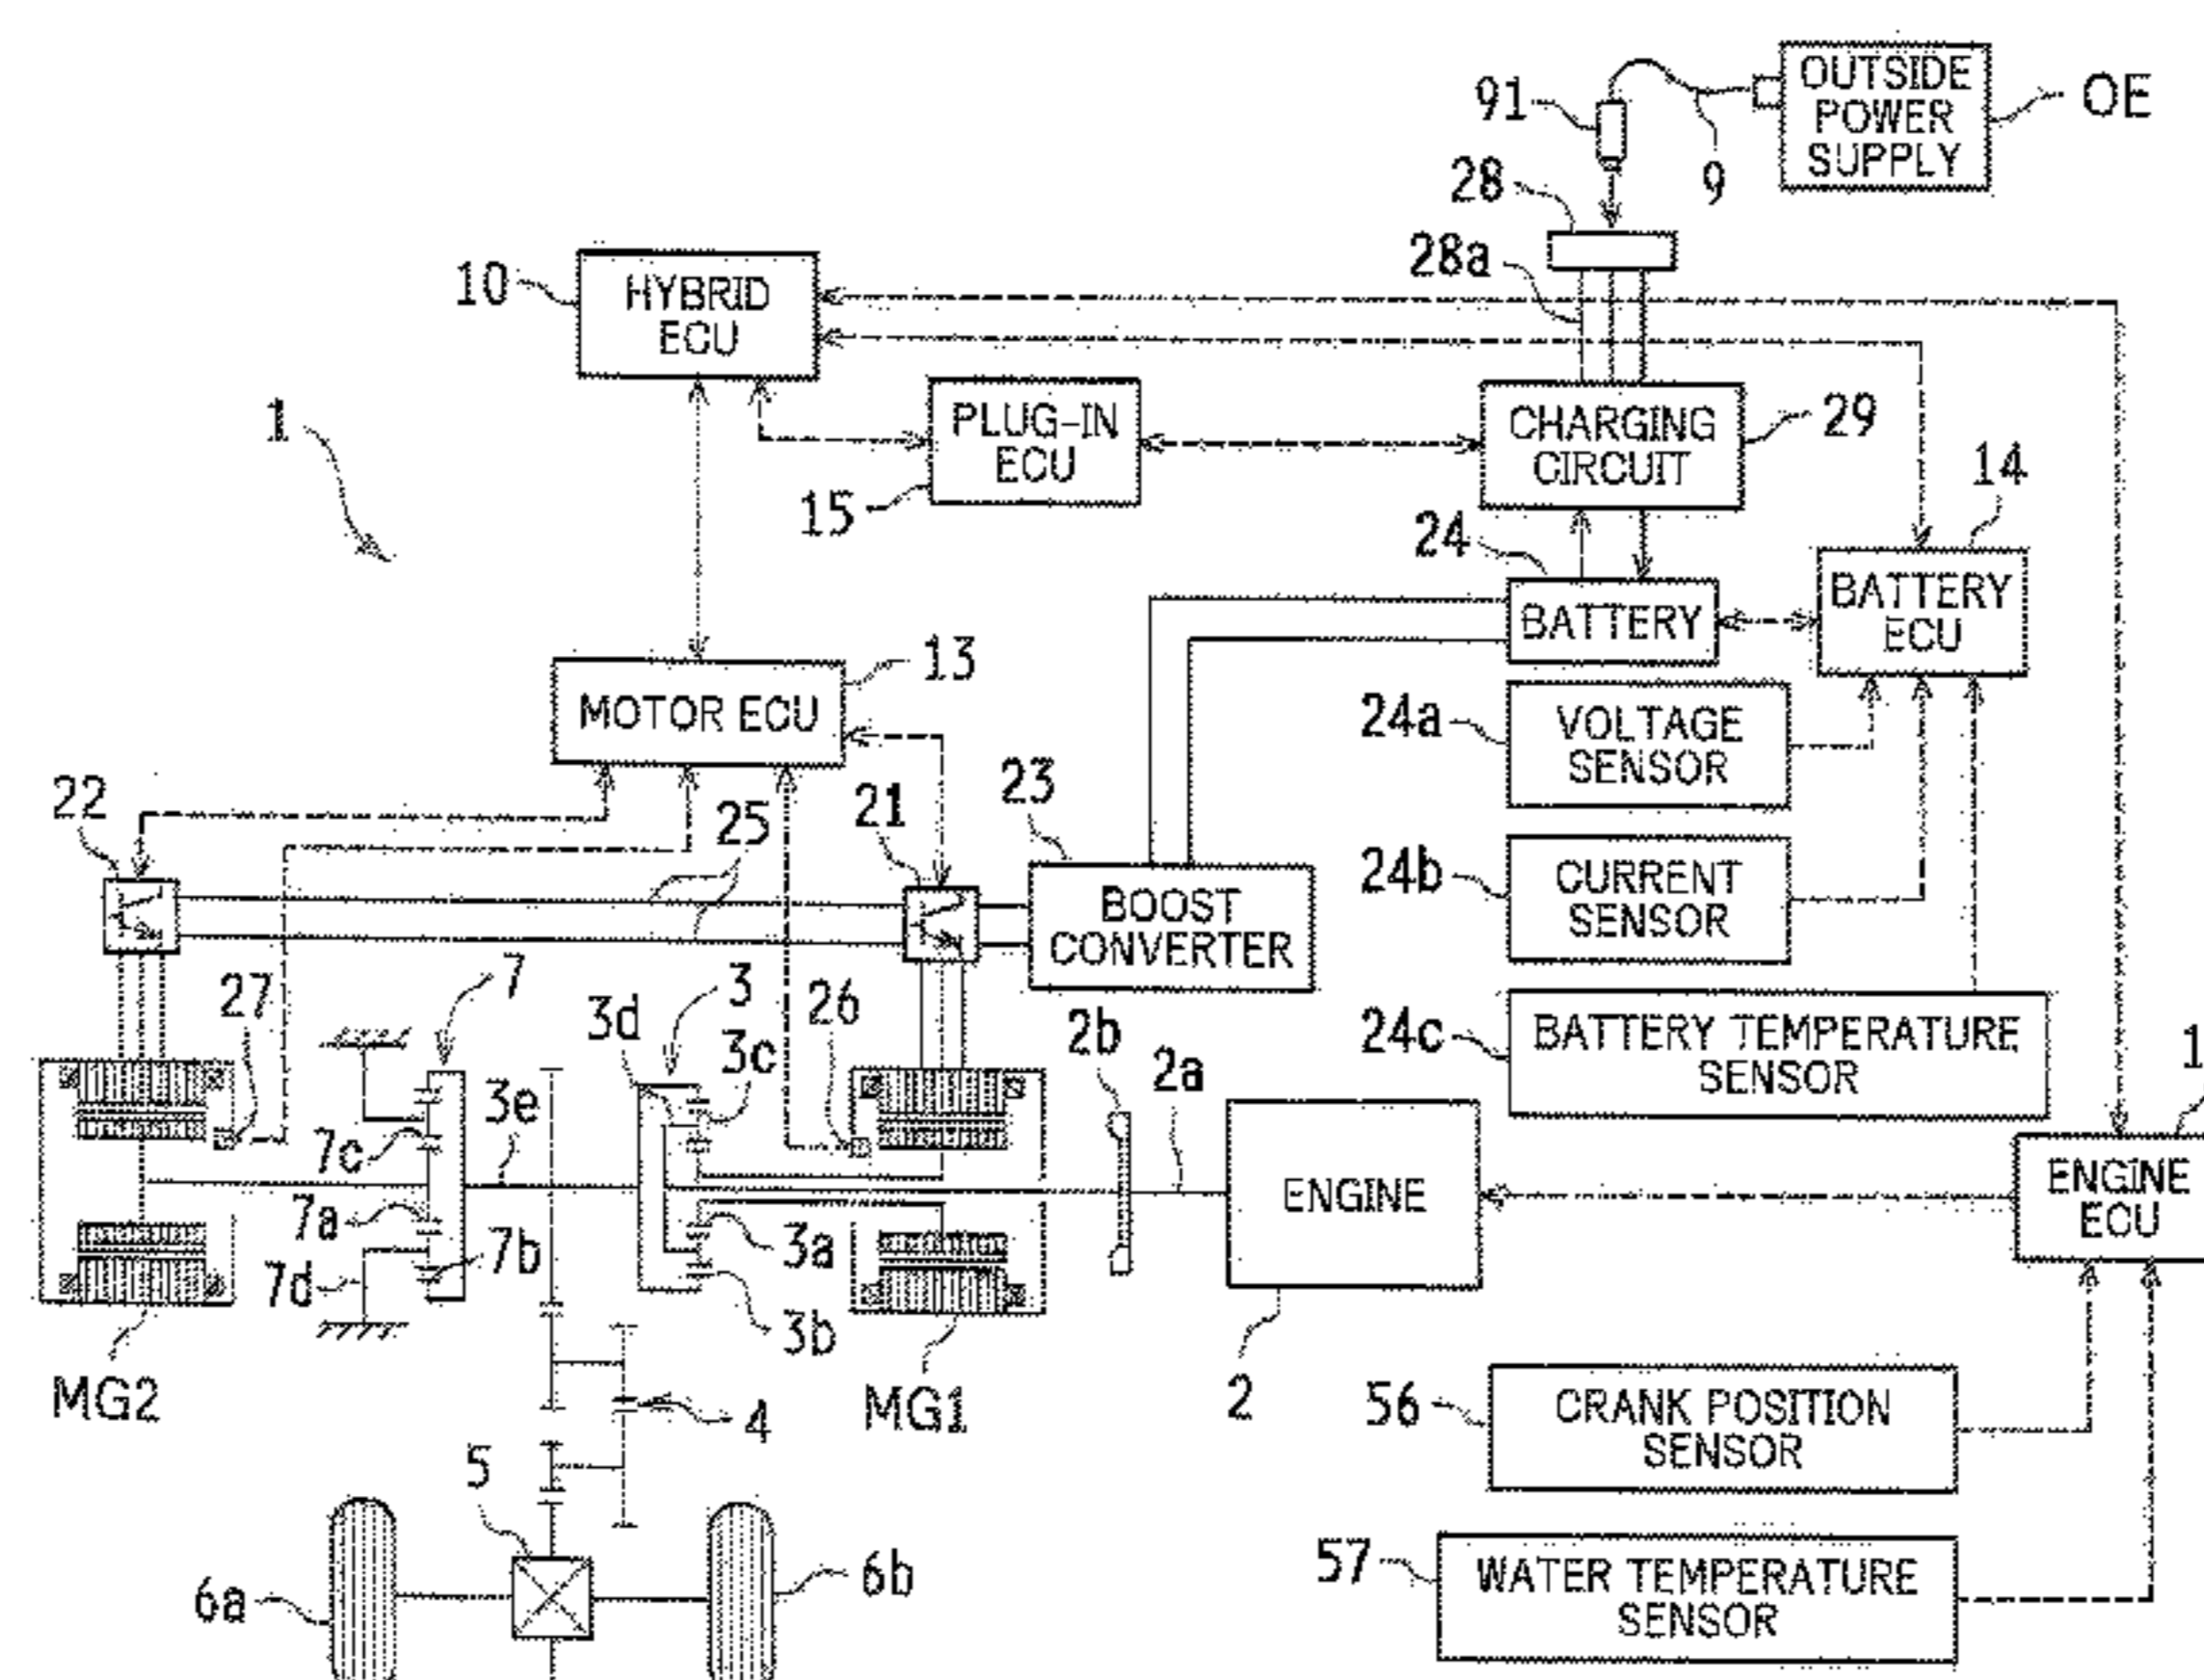 OUTSIDE
POWER
SUPPLY
OE
91
9
28
28a
10
HYBRID
ECU
1
PLUG-IN
ECU
15
CHARGING
CIRCUIT
29
14
24
BATTERY
BATTERY
ECU
13
MOTOR ECU
24a
VOLTAGE
SENSOR
22
25
21
23
BOOST
CONVERTER
24b
CURRENT
SENSOR
27
7
3d
3
3c
26
2b
2a
24c
BATTERY TEMPERATURE
SENSOR
3e
7c
7a
7b
7d
3a
3b
ENGINE
ENGINE
ECU
MG2
MG1
2
4
56
CRANK POSITION
SENSOR
5
6a
6b
57
WATER TEMPERATURE
SENSOR